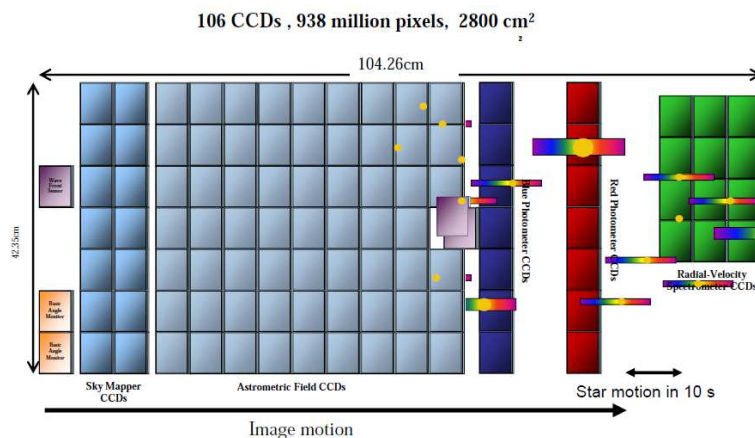 106 CCDs , 938 million pixels, 2800 cm²
2
104.26cm
42.35cm
Wave
Front
Sensor
Basic
Angle
Monitor
Basic
Angle
Monitor
Blue Photometer CCDs
Red Photometer CCDs
Radial-Velocity
Spectrometer CCDs
Sky Mapper
CCDs
Astrometric Field CCDs
Star motion in 10 s
Image motion